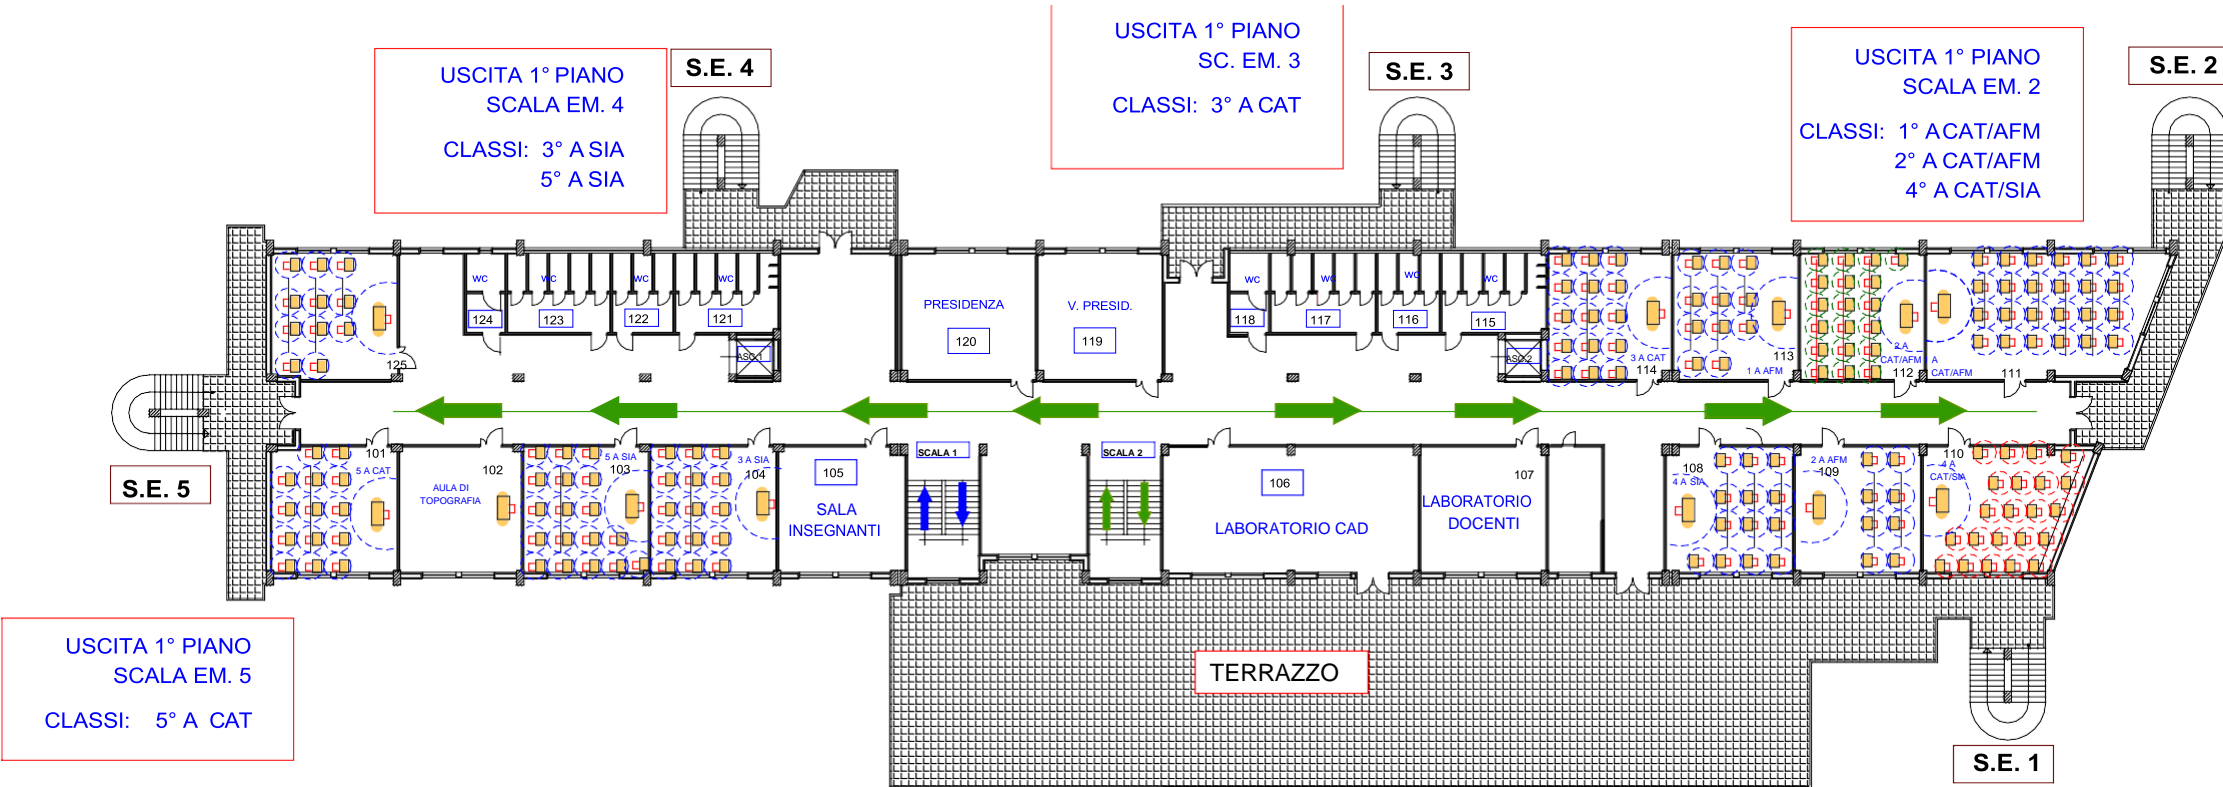 USCITA 1° PIANO
SCALA EM. 4
CLASSI: 3° A SIA
5° A SIA
S.E. 4
USCITA 1° PIANO
SC. EM. 3
CLASSI: 3° A CAT
S.E. 3
USCITA 1° PIANO
SCALA EM. 2
CLASSI: 1° A CAT/AFM
2° A CAT/AFM
4° A CAT/SIA
S.E. 2
125
WC
124
WC
123
WC
122
WC
121
ASC.1
PRESIDENZA
120
V. PRESID.
119
WC
118
WC
117
WC
116
WC
115
ASC.2
3 A CAT
114
113
1 A AFM
2 A
CAT/AFM
112
1 A
CAT/AFM
111
S.E. 5
101
5 A CAT
102
AULA DI
TOPOGRAFIA
5 A SIA
103
3 A SIA
104
105
SALA
INSEGNANTI
SCALA 1
SCALA 2
106
LABORATORIO CAD
107
LABORATORIO
DOCENTI
108
4 A SIA
2 A AFM
109
110
4 A
CAT/SIA
USCITA 1° PIANO
SCALA EM. 5
CLASSI: 5° A CAT
TERRAZZO
S.E. 1